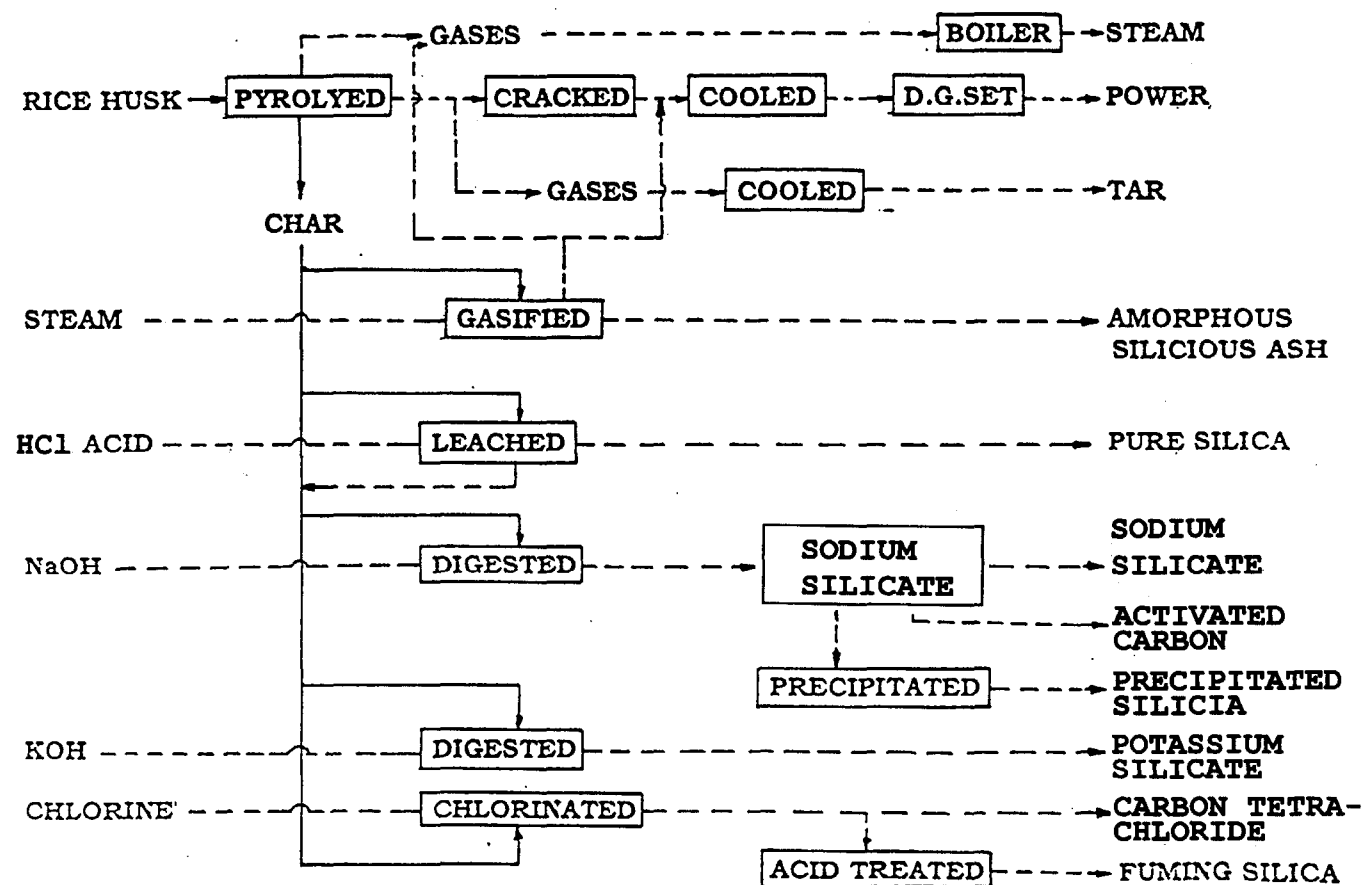 GASES BOILER STEAM
RICE HUSK PYROLYED CRACKED COOLED D.G.SET POWER
GASES COOLED TAR
CHAR
STEAM GASIFIED AMORPHOUS
SILICIOUS ASH
HCl ACID LEACHED PURE SILICA
NaOH DIGESTED SODIUM
SILICATE
SODIUM
SILICATE
ACTIVATED
CARBON
PRECIPITATED PRECIPITATED
SILICIA
KOH DIGESTED POTASSIUM
SILICATE
CHLORINE CHLORINATED CARBON TETRA-
CHLORIDE
ACID TREATED FUMING SILICA